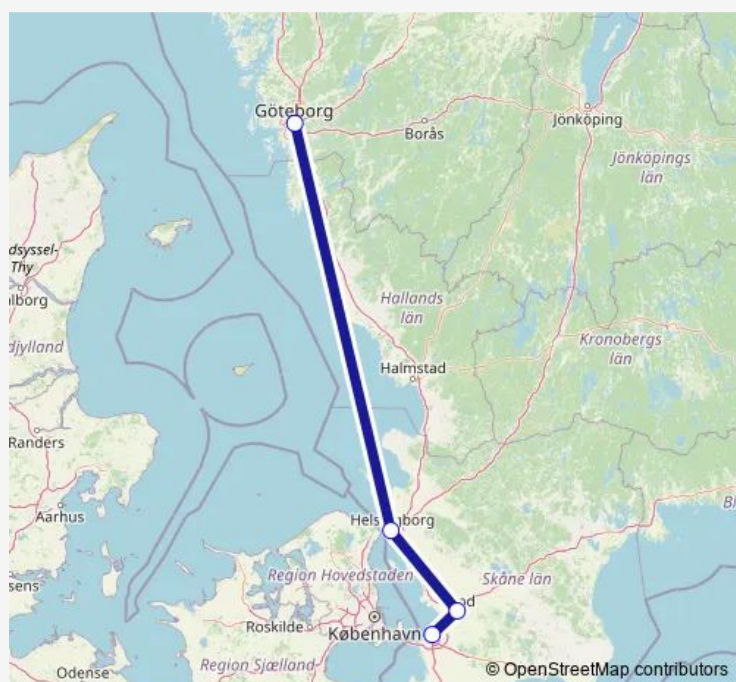 Göteborg
Borås
Jönköping
Jönköpings
län
dsyssel-
Thy
lborg
djylland
Hallands
län
Kronobergs
län
Halmstad
Randers
Aarhus
Region Hovedstaden
Skåne län
sens
Roskilde
København
Region Sjælland
Odense
© OpenStreetMap contributors